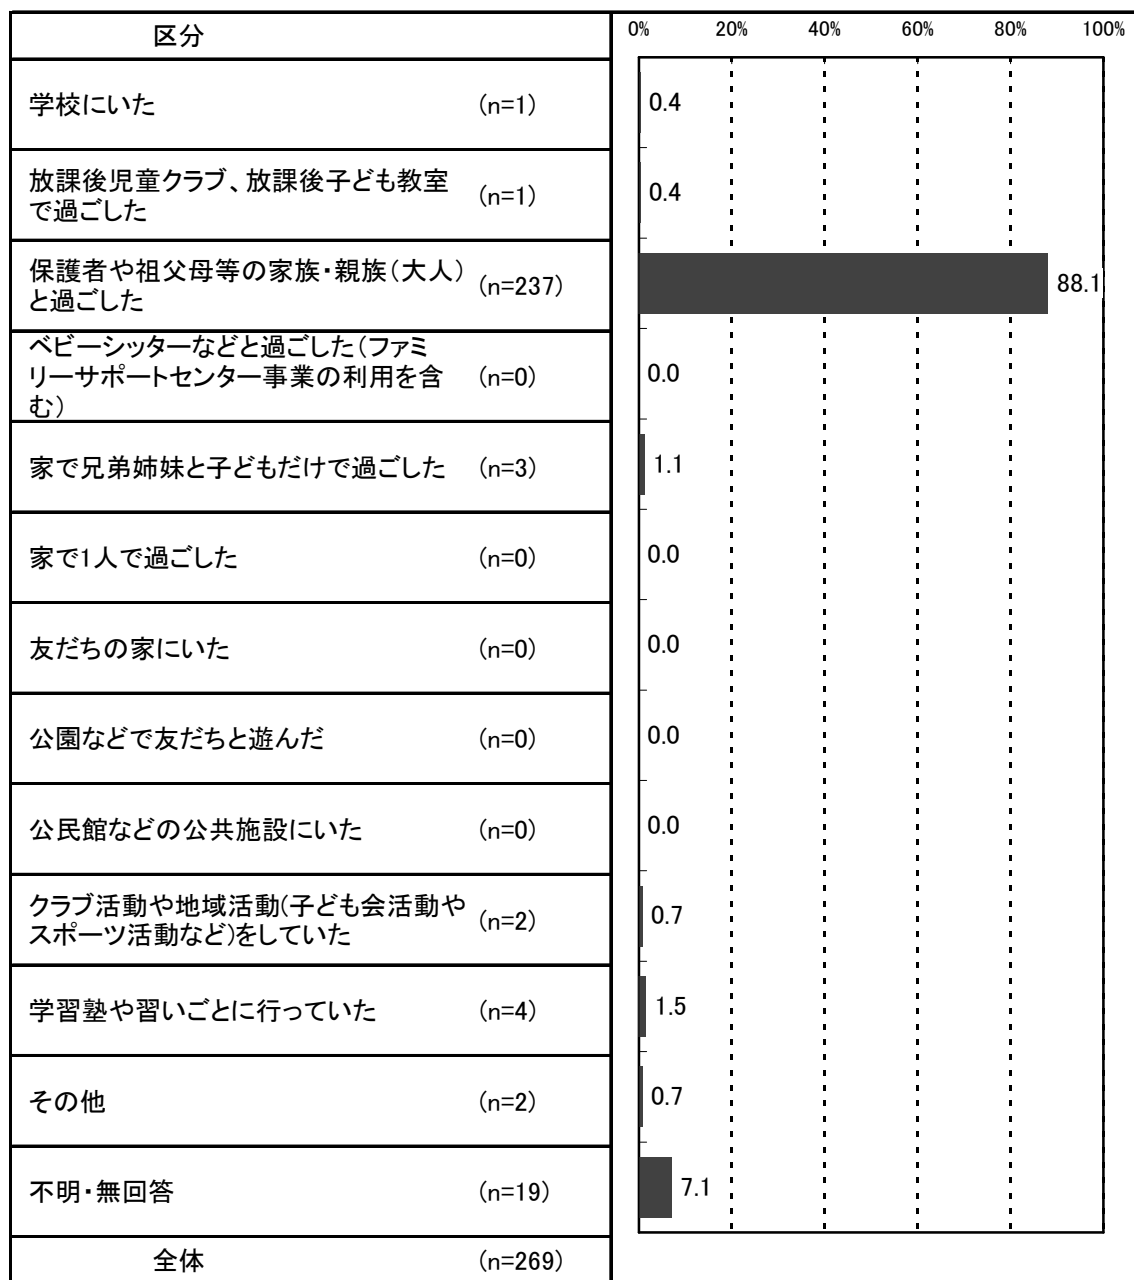 区分
0% 20% 40% 60% 80% 100%
学校にいた (n=1) 0.4
放課後児童クラブ、放課後子ども教室
で過ごした (n=1) 0.4
保護者や祖父母等の家族・親族(大人)
と過ごした (n=237) 88.1
ベビーシッターなどと過ごした(ファミ
リーサポートセンター事業の利用を含 (n=0) 0.0
む)
家で兄弟姉妹と子どもだけで過ごした (n=3) 1.1
家で1人で過ごした (n=0) 0.0
友だちの家にいた (n=0) 0.0
公園などで友だちと遊んだ (n=0) 0.0
公民館などの公共施設にいた (n=0) 0.0
クラブ活動や地域活動(子ども会活動や
スポーツ活動など)をしていた (n=2) 0.7
学習塾や習いごとに行っていた (n=4) 1.5
その他 (n=2) 0.7
不明・無回答 (n=19) 7.1
全体 (n=269)